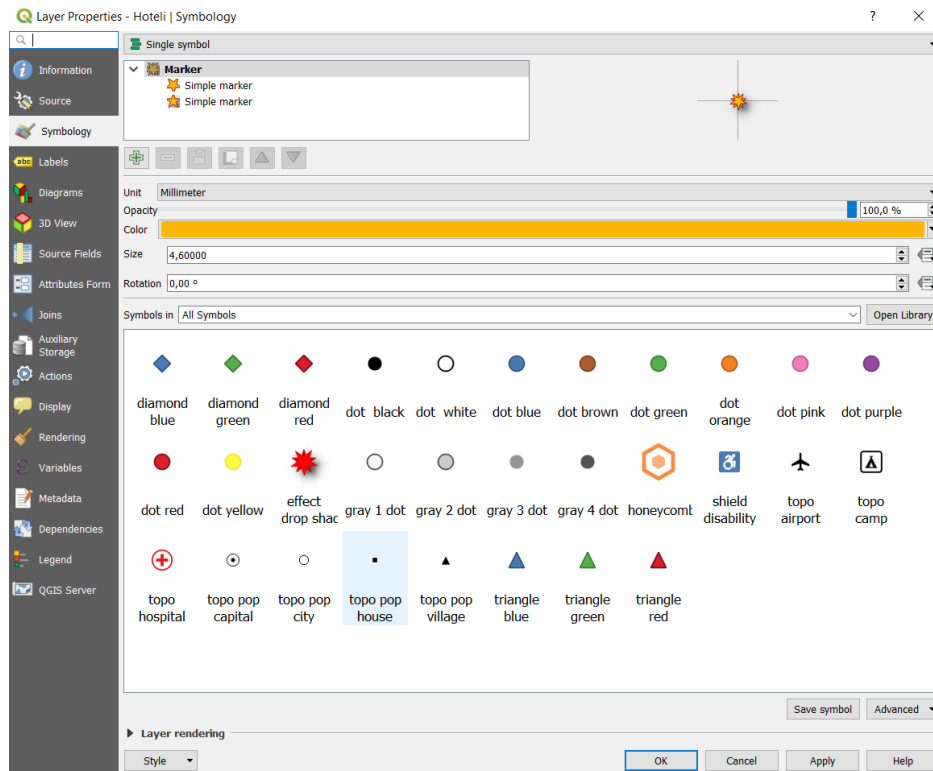 Layer Properties - Hoteli | Symbology
Information
Source
Symbology
abc Labels
Diagrams
3D View
Source Fields
Attributes Form
Joins
Auxiliary
Storage
Actions
Display
Rendering
Variables
Metadata
Dependencies
Legend
QGIS Server
Single symbol
Marker
Simple marker
Simple marker
Unit Millimeter
Opacity 100,0 %
Color
Size 4,60000
Rotation 0,00 °
Symbols in All Symbols Open Library
diamond blue diamond green diamond red dot black dot white dot blue dot brown dot green dot orange dot pink dot purple
dot red dot yellow effect drop shac gray 1 dot gray 2 dot gray 3 dot gray 4 dot honeycomb shield disability topo airport topo camp
topo hospital topo pop capital topo pop city topo pop house topo pop village triangle blue triangle green triangle red
Save symbol Advanced
Layer rendering
Style OK Cancel Apply Help